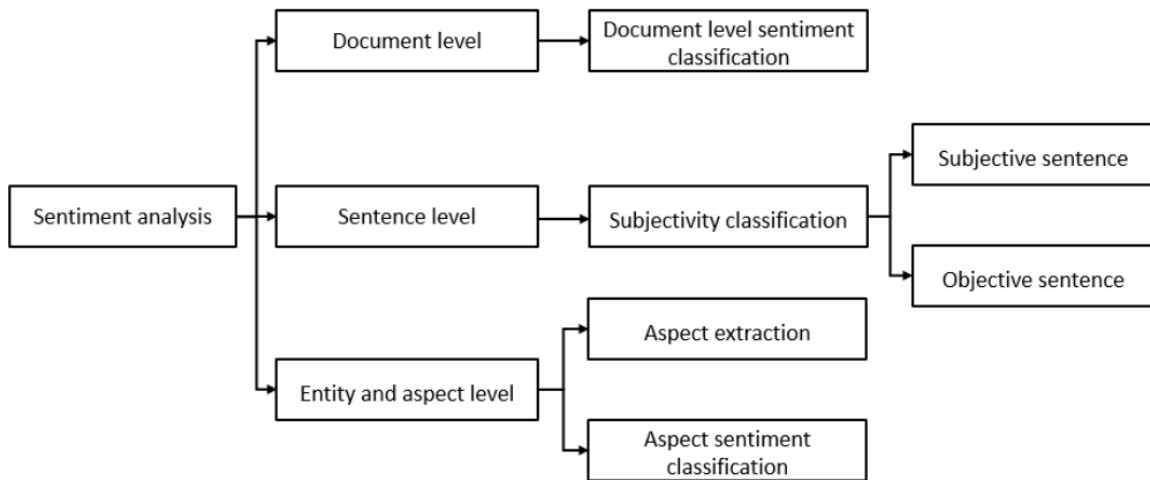 Document level
Document level sentiment
classification
Subjective sentence
Sentiment analysis
Sentence level
Subjectivity classification
Objective sentence
Aspect extraction
Entity and aspect level
Aspect sentiment
classification